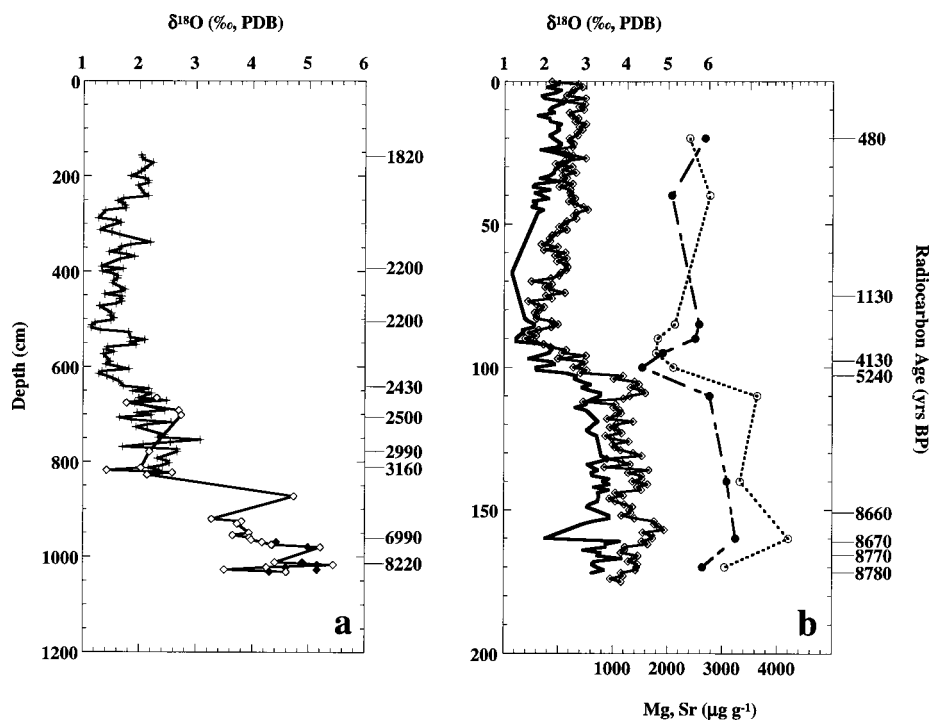 δ¹⁸O (‰, PDB)
1 2 3 4 5 6
Depth (cm)
0
200
400
600
800
1000
1200
1820
2200
2200
2430
2500
2990
3160
6990
8220
a
δ¹⁸O (‰, PDB)
1 2 3 4 5 6
0
50
100
150
200
480
1130
4130
5240
8660
8670
8770
8780
Radiocarbon Age (yrs BP)
b
1000 2000 3000 4000
Mg, Sr (μg g⁻¹)